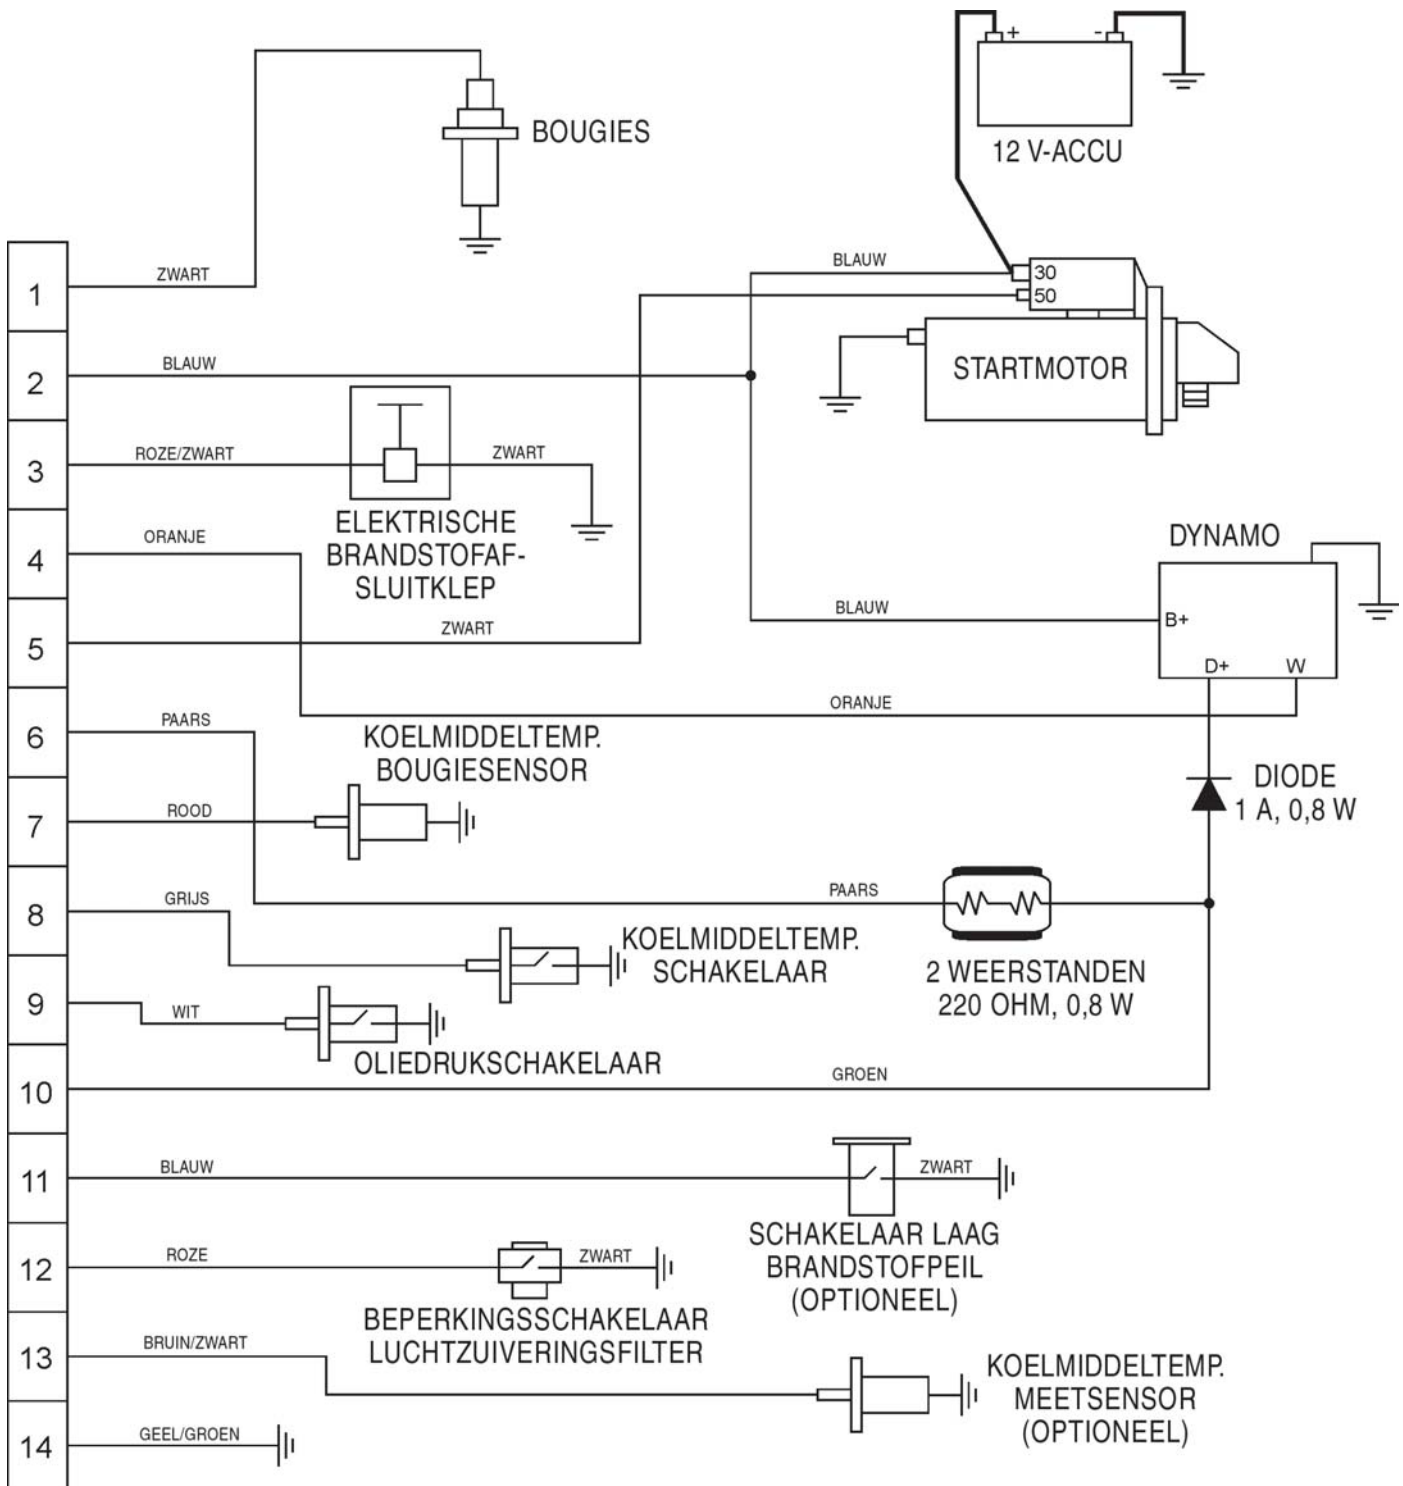 + -
12 V-ACCU
BOUGIES
1
ZWART
BLAUW
30
50
STARTMOTOR
2
BLAUW
3
ROZE/ZWART
ZWART
ELEKTRISCHE
BRANDSTOFAF-
SLUITKLEP
4
ORANJE
DYNAMO
BLAUW
B+
D+ W
5
ZWART
ORANJE
6
PAARS
KOELMIDDELTEMP.
BOUGIESENSOR
DIODE
1 A, 0,8 W
7
ROOD
8
GRIJS
PAARS
KOELMIDDELTEMP.
SCHAKELAAR
2 WEERSTANDEN
220 OHM, 0,8 W
9
WIT
OLIEDRUKSCHAKELAAR
10
GROEN
11
BLAUW
ZWART
SCHAKELAAR LAAG
BRANDSTOFPEIL
(OPTIONEEL)
12
ROZE
ZWART
BEPERKINGSSCHAKELAAR
LUCHTZUIVERINGSFILTER
13
BRUIN/ZWART
KOELMIDDELTEMP.
MEETSENSOR
(OPTIONEEL)
14
GEEL/GROEN